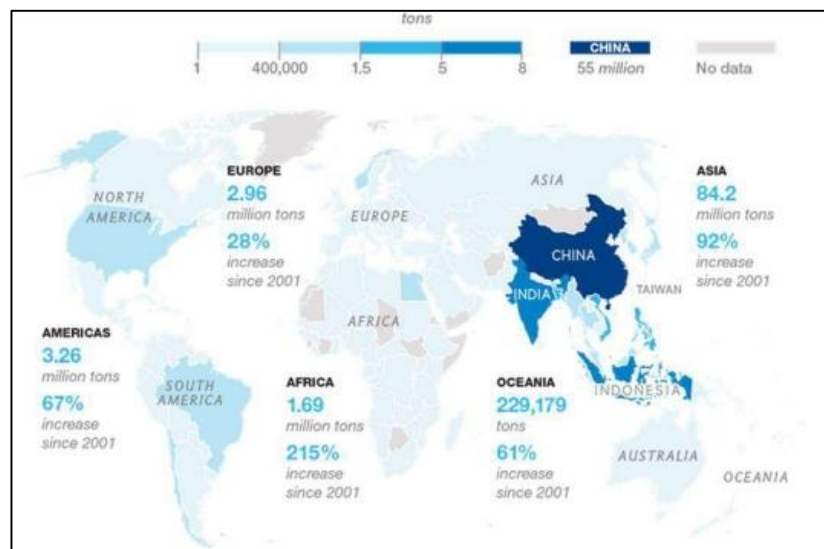 tons
CHINA
1 400,000 1.5 5 8 55 million No data
EUROPE
2.96
million tons
28%
increase
since 2001
NORTH
AMERICA
EUROPE
ASIA
ASIA
84.2
million tons
92%
increase
since 2001
CHINA
TAIWAN
INDIA
AFRICA
AMERICAS
3.26
million tons
67%
increase
since 2001
SOUTH
AMERICA
AFRICA
1.69
million tons
215%
increase
since 2001
OCEANIA
229,179
tons
61%
increase
since 2001
INDONESIA
AUSTRALIA
OCEANIA